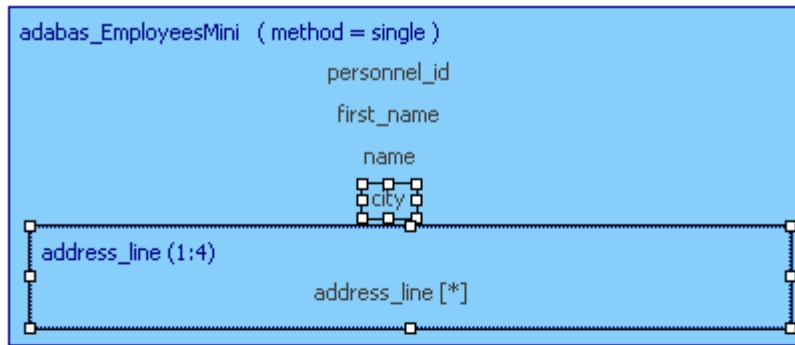 adabas_EmployeesMini ( method = single )
personnel_id
first_name
name
city
address_line (1:4)
address_line [*]